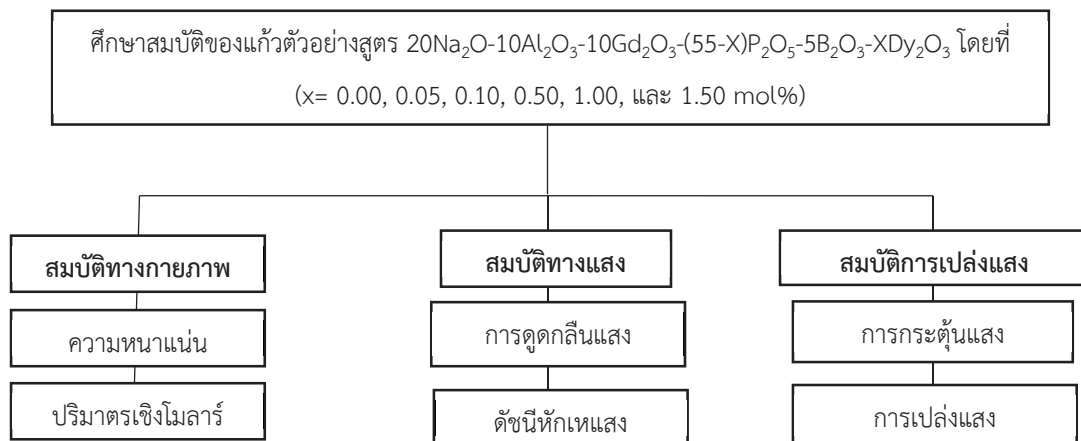 ศึกษาสมบัติของแก้วตัวอย่างสูตร 20Na₂O-10Al₂O₃-10Gd₂O₃-(55-X)P₂O₅-5B₂O₃-XDy₂O₃ โดยที่
(x= 0.00, 0.05, 0.10, 0.50, 1.00, และ 1.50 mol%)
สมบัติทางกายภาพ
ความหนาแน่น
ปริมาตรเชิงโมลาร์
สมบัติทางแสง
การดูดกลืนแสง
ดัชนีหักเหแสง
สมบัติการเปล่งแสง
การกระตุ้นแสง
การเปล่งแสง